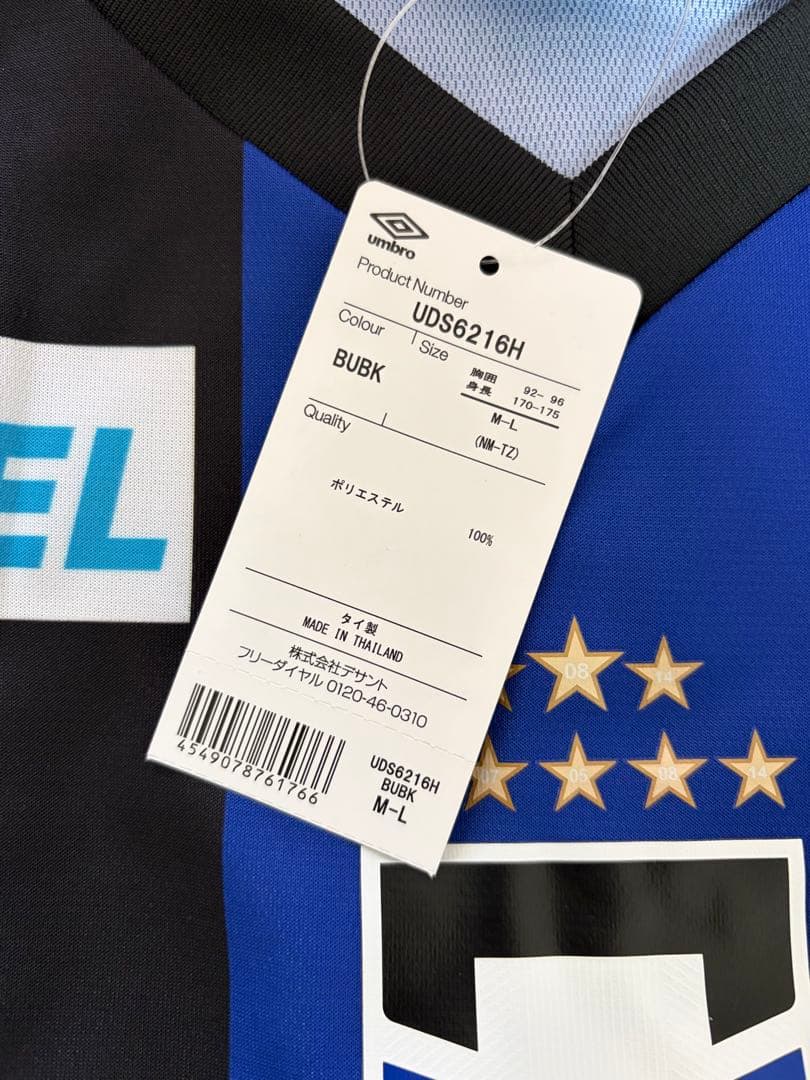 umbro
Product Number
UDS6216H
Colour
Size
BUBK
胸囲 92- 96
身長 170-175
M-L
(NM-TZ)
Quality
ポリエステル
100%
タイ製
MADE IN THAILAND
株式会社デサント
フリーダイヤル 0120-46-0310
4549078761766
UDS6216H
BUBK
M-L
EL
08
14
07
05
08
14